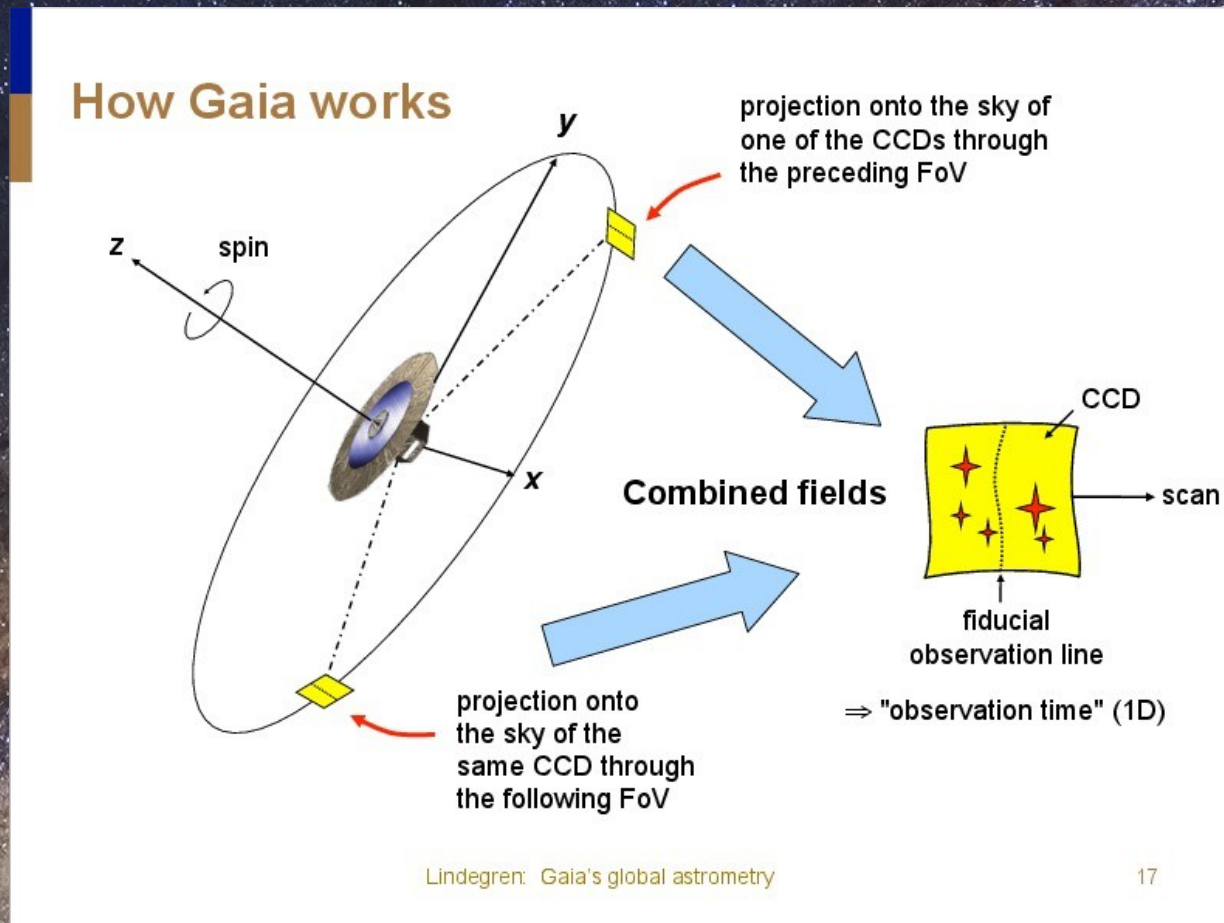 How Gaia works
y
projection onto the sky of
one of the CCDs through
the preceding FoV
z
spin
x
CCD
Combined fields
scan
fiducial
observation line
⇒ "observation time" (1D)
projection onto
the sky of the
same CCD through
the following FoV
Lindegren: Gaia's global astrometry
17